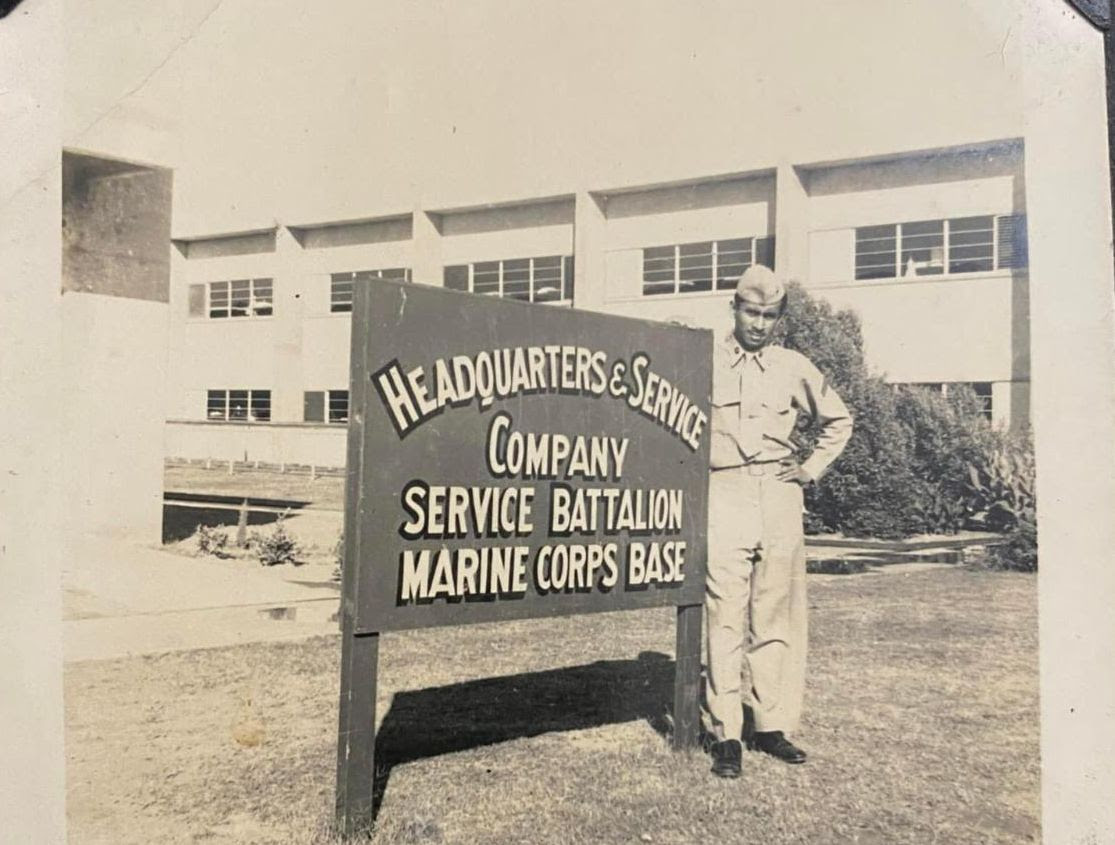 HEADQUARTERS & SERVICE
COMPANY
SERVICE BATTALION
MARINE CORPS BASE